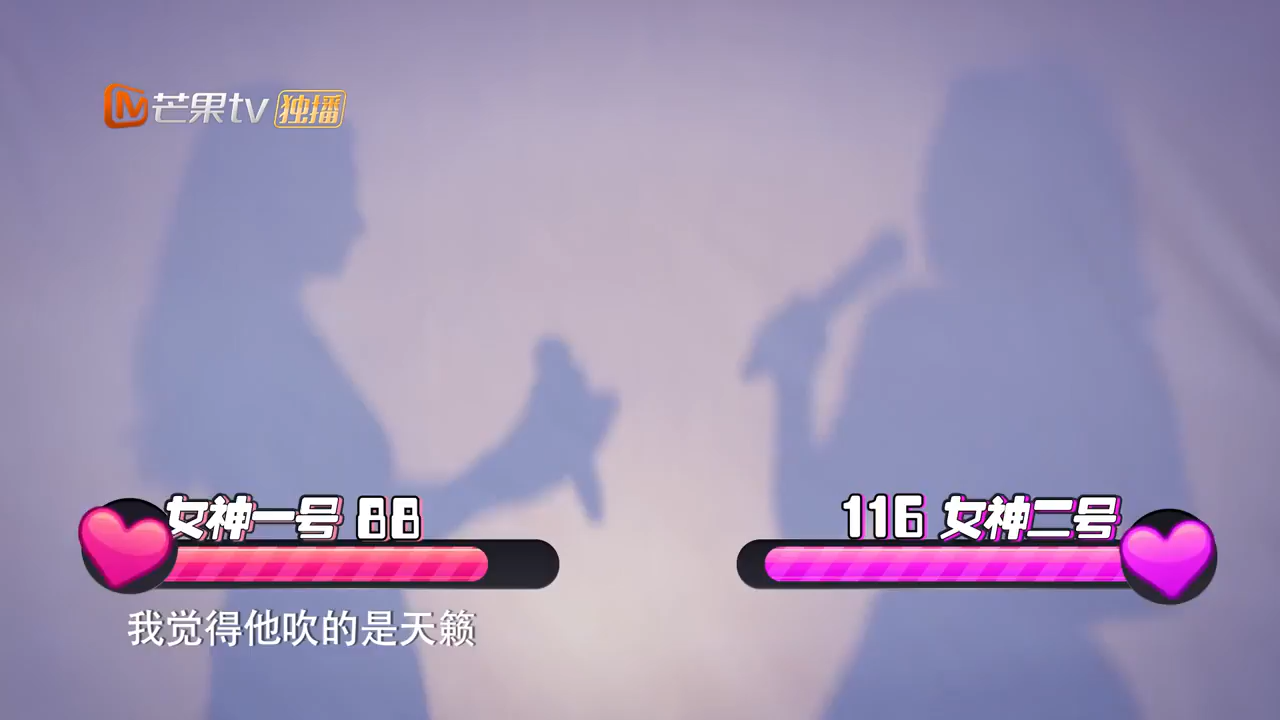 芒果tv 独播
女神一号 88
116 女神二号
我觉得他吹的是天籁